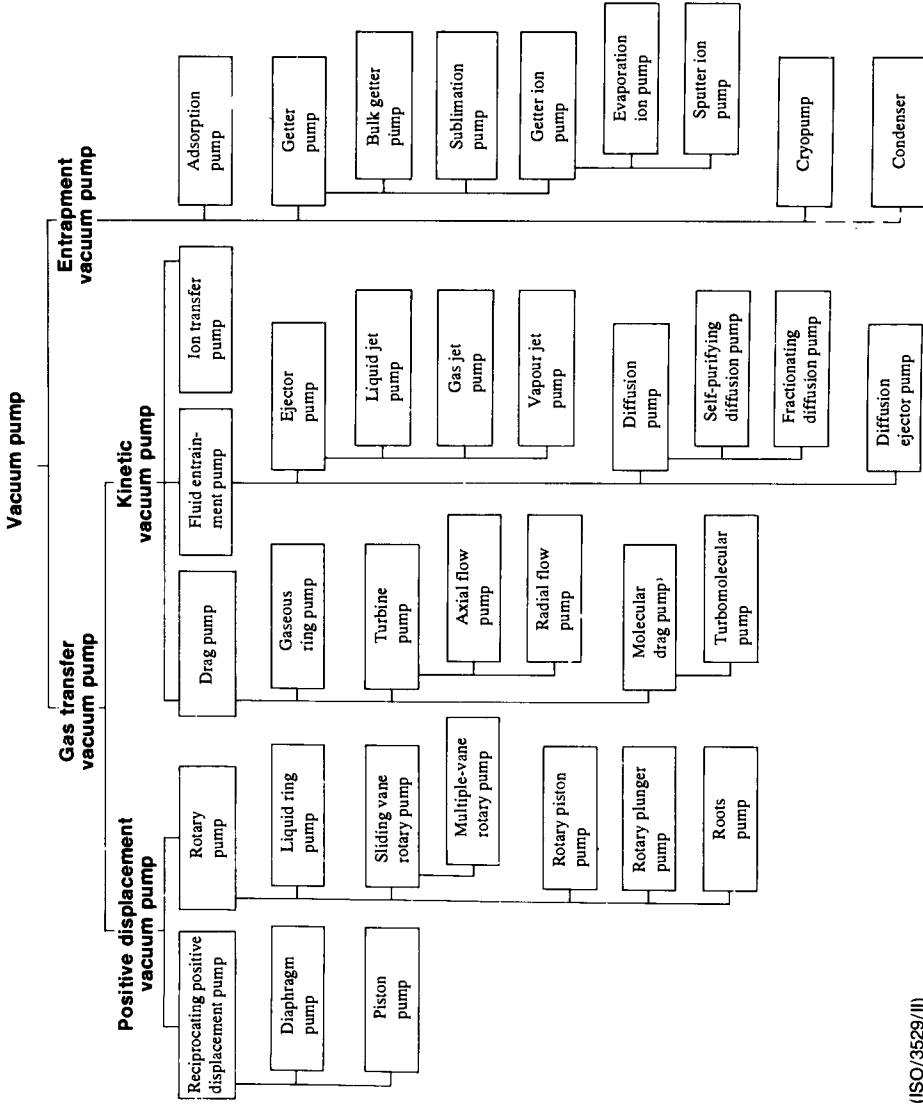 Vacuum pump
Gas transfer
vacuum pump
Entrapment
vacuum pump
Positive displacement
vacuum pump
Kinetic
vacuum pump
Reciprocating positive
displacement pump
Diaphragm
pump
Piston
pump
Rotary
pump
Liquid ring
pump
Sliding vane
rotary pump
Multiple-vane
rotary pump
Rotary piston
pump
Rotary plunger
pump
Roots
pump
Drag pump
Gaseous
ring pump
Turbine
pump
Axial flow
pump
Radial flow
pump
Molecular
drag pump¹
Turbomolecular
pump
Fluid entrain-
ment pump
Ejector
pump
Liquid jet
pump
Gas jet
pump
Vapour jet
pump
Diffusion
pump
Self-purifying
diffusion pump
Fractionating
diffusion pump
Diffusion
ejector pump
Ion transfer
pump
Adsorption
pump
Getter
pump
Bulk getter
pump
Sublimation
pump
Getter ion
pump
Evaporation
ion pump
Sputter ion
pump
Cryopump
Condenser
(ISO/3529/II)